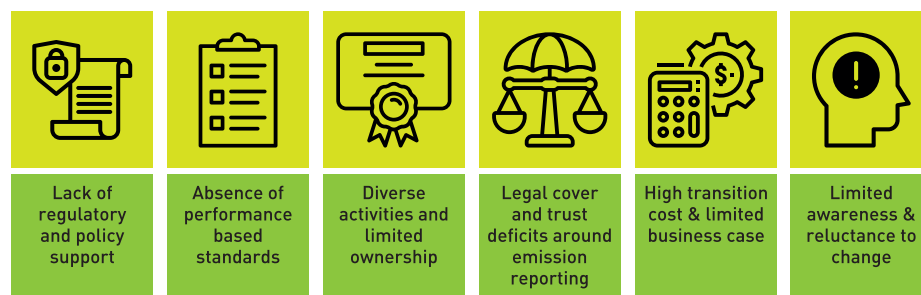 Lack of
regulatory
and policy
support
Absence of
performance
based
standards
Diverse
activities and
limited
ownership
Legal cover
and trust
deficits around
emission
reporting
High transition
cost & limited
business case
Limited
awareness &
reluctance to
change